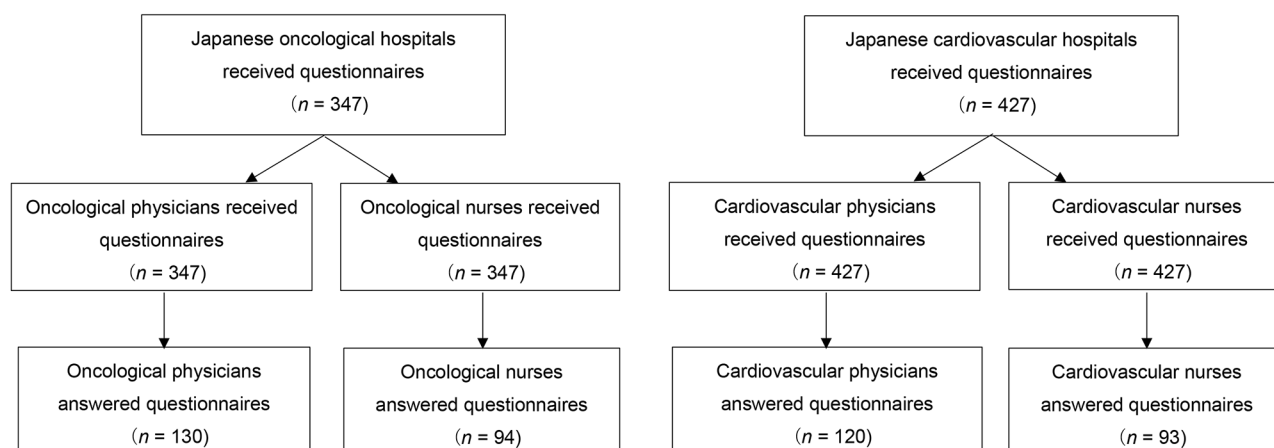 Japanese oncological hospitals
received questionnaires
（n = 347)
Japanese cardiovascular hospitals
received questionnaires
（n = 427)
Oncological physicians received
questionnaires
（n = 347)
Oncological nurses received
questionnaires
（n = 347)
Cardiovascular physicians
received questionnaires
（n = 427)
Cardiovascular nurses
received questionnaires
（n = 427)
Oncological physicians
answered questionnaires
（n = 130)
Oncological nurses
answered questionnaires
（n = 94)
Cardiovascular physicians
answered questionnaires
（n = 120)
Cardiovascular nurses
answered questionnaires
（n = 93)